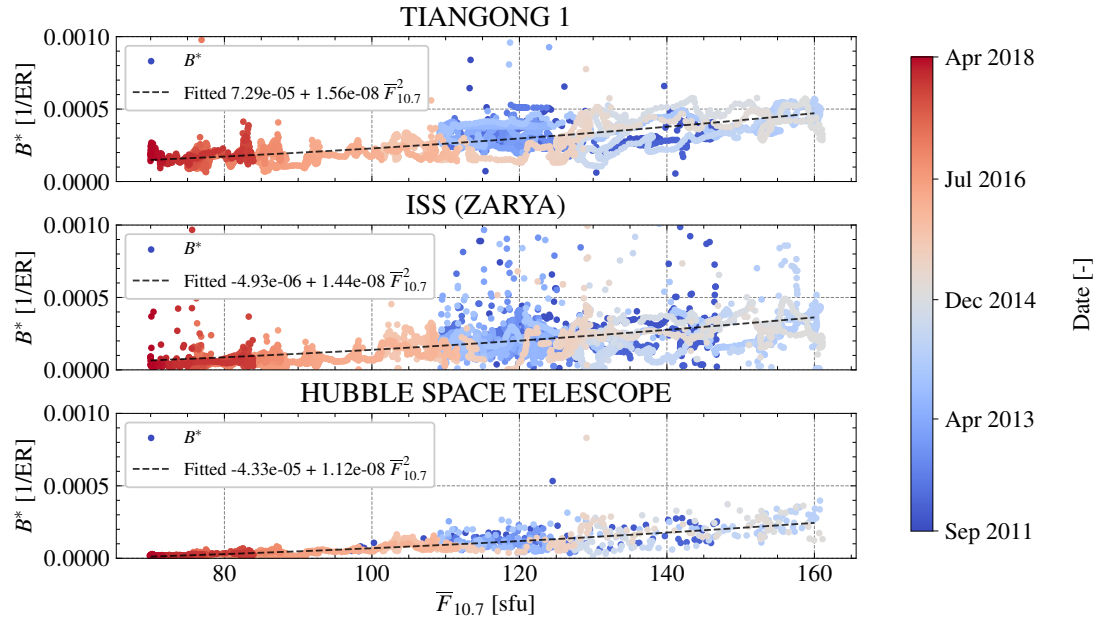 TIANGONG 1
0.0010
0.0005
0.0000
B* [1/ER]
B*
Fitted 7.29e-05 + 1.56e-08 F̅²10.7
ISS (ZARYA)
0.0010
0.0005
0.0000
B* [1/ER]
B*
Fitted -4.93e-06 + 1.44e-08 F̅²10.7
HUBBLE SPACE TELESCOPE
0.0010
0.0005
0.0000
B* [1/ER]
B*
Fitted -4.33e-05 + 1.12e-08 F̅²10.7
80 100 120 140 160
F̅10.7 [sfu]
Apr 2018
Jul 2016
Dec 2014
Apr 2013
Sep 2011
Date [-]